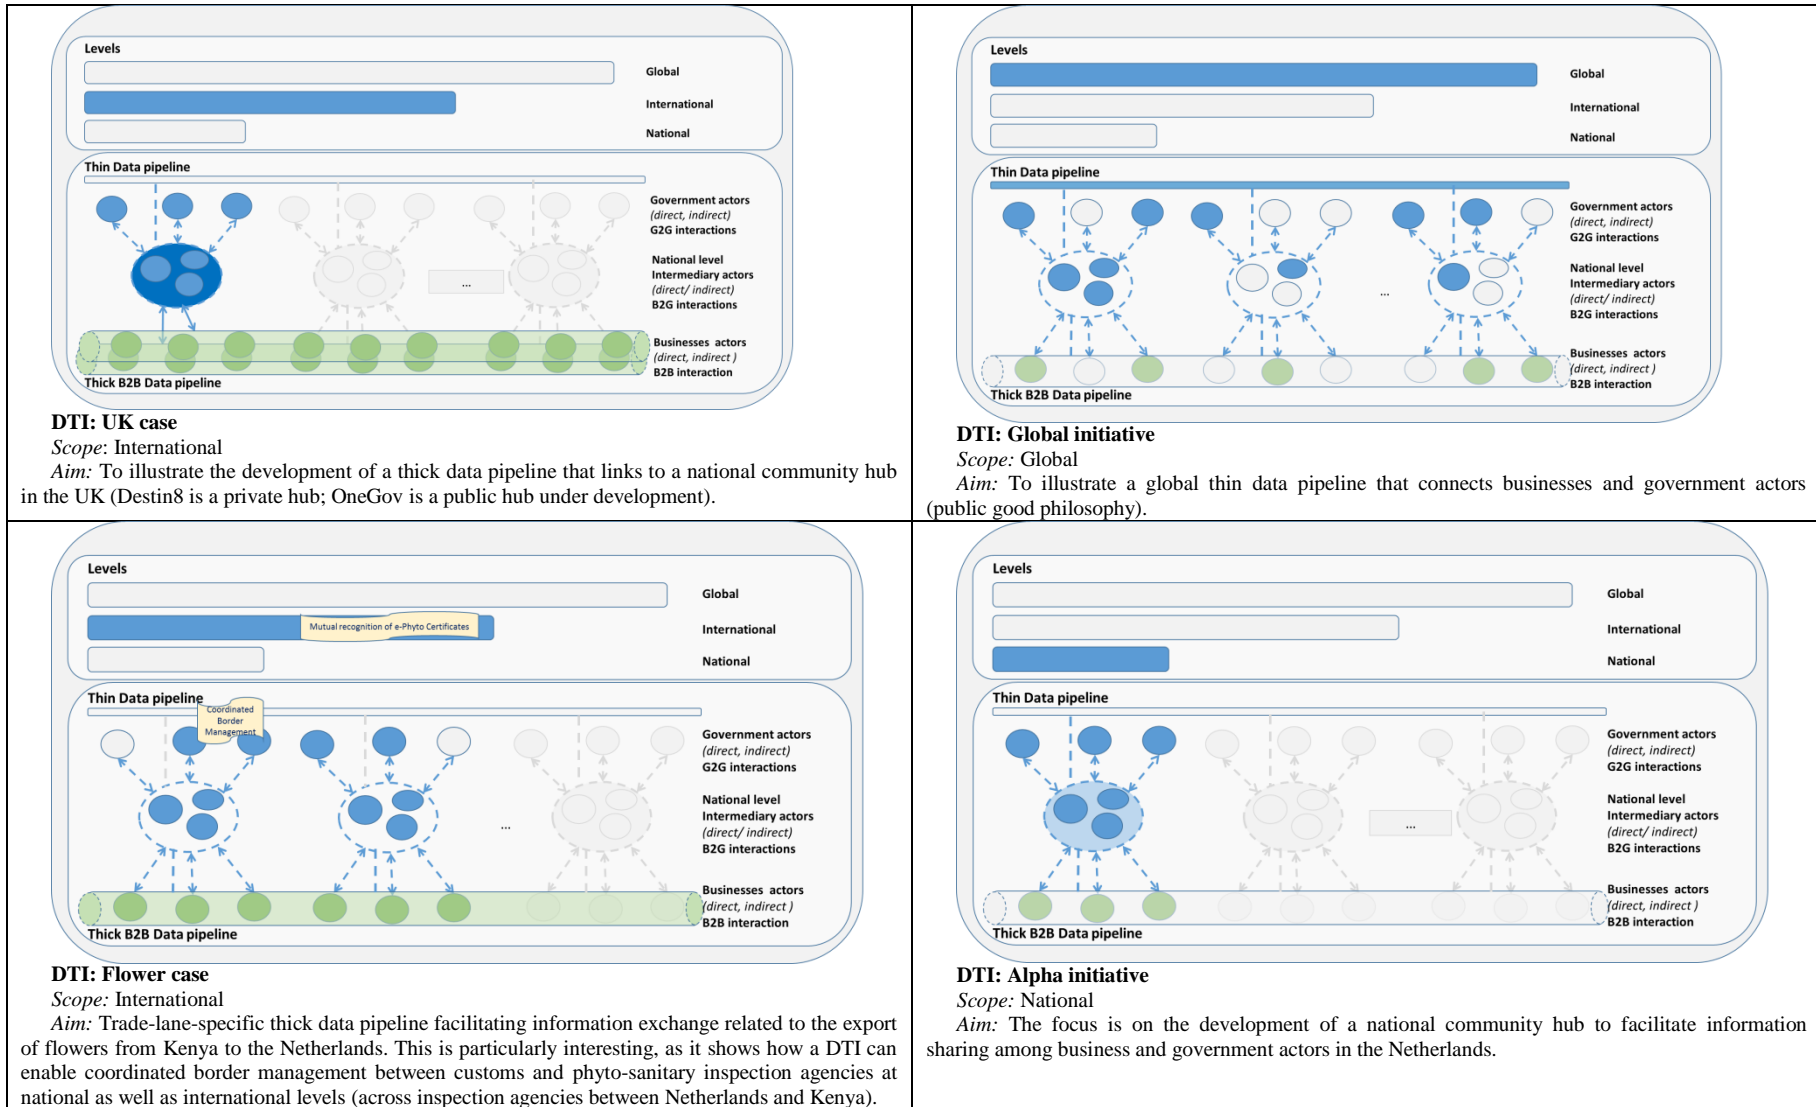 Levels
Global
International
National
Thin Data pipeline
Government actors
(direct, indirect)
G2G interactions
National level
Intermediary actors
(direct/ indirect)
B2G interactions
...
Businesses actors
(direct, indirect )
B2B interaction
Thick B2B Data pipeline
DTI: UK case
Scope: International
Aim: To illustrate the development of a thick data pipeline that links to a national community hub
in the UK (Destin8 is a private hub; OneGov is a public hub under development).
Levels
Global
International
National
Thin Data pipeline
Government actors
(direct, indirect)
G2G interactions
National level
Intermediary actors
(direct/ indirect)
B2G interactions
...
Businesses actors
(direct, indirect )
B2B interaction
Thick B2B Data pipeline
DTI: Global initiative
Scope: Global
Aim: To illustrate a global thin data pipeline that connects businesses and government actors
(public good philosophy).
Levels
Global
Mutual recognition of e-Phyto Certificates
International
National
Thin Data pipeline
Coordinated
Border
Management
Government actors
(direct, indirect)
G2G interactions
National level
Intermediary actors
(direct/ indirect)
B2G interactions
...
Businesses actors
(direct, indirect )
B2B interaction
Thick B2B Data pipeline
DTI: Flower case
Scope: International
Aim: Trade-lane-specific thick data pipeline facilitating information exchange related to the export
of flowers from Kenya to the Netherlands. This is particularly interesting, as it shows how a DTI can
enable coordinated border management between customs and phyto-sanitary inspection agencies at
national as well as international levels (across inspection agencies between Netherlands and Kenya).
Levels
Global
International
National
Thin Data pipeline
Government actors
(direct, indirect)
G2G interactions
National level
Intermediary actors
(direct/ indirect)
B2G interactions
...
Businesses actors
(direct, indirect )
B2B interaction
Thick B2B Data pipeline
DTI: Alpha initiative
Scope: National
Aim: The focus is on the development of a national community hub to facilitate information
sharing among business and government actors in the Netherlands.